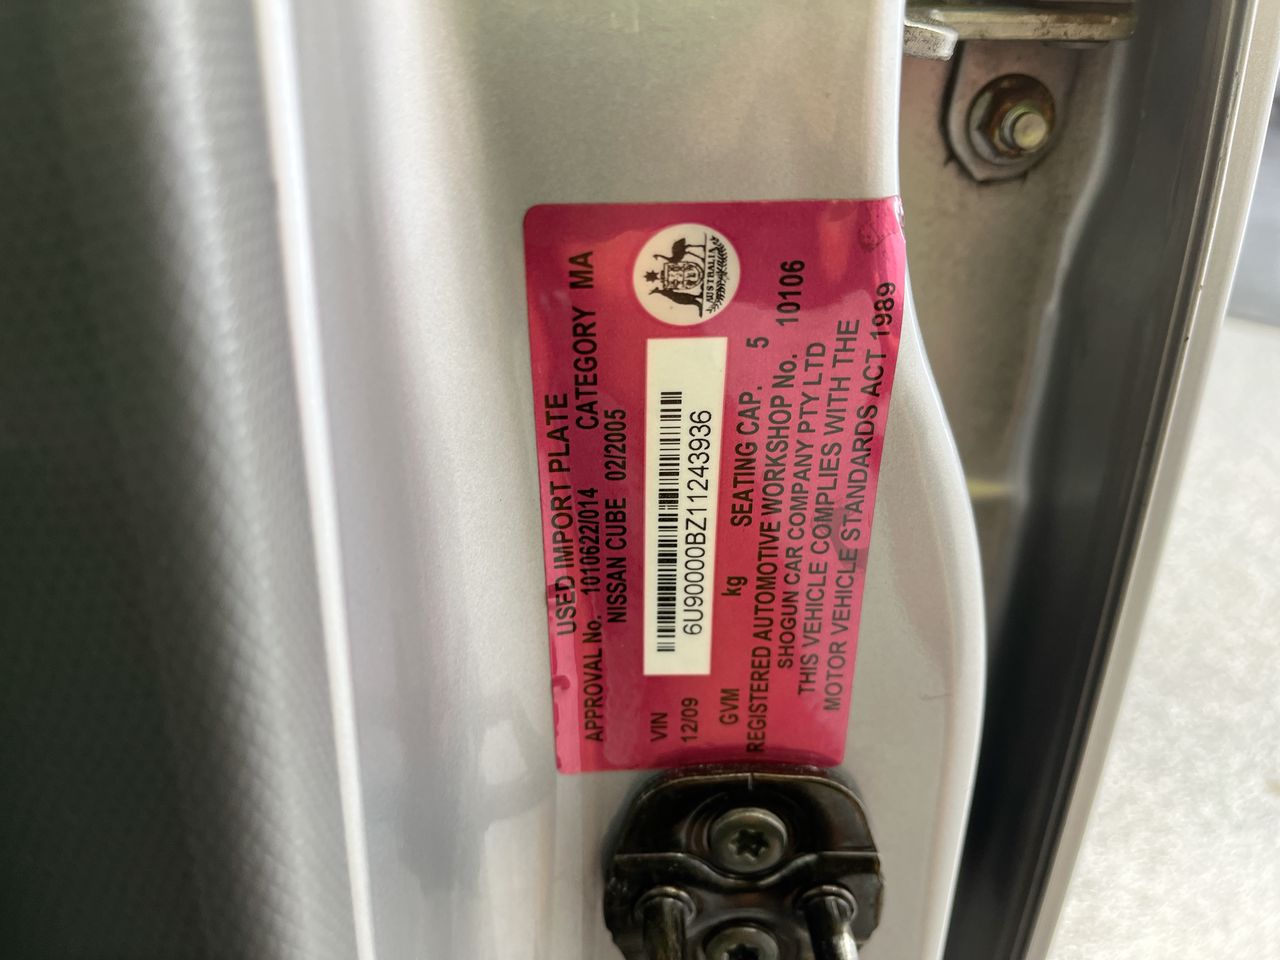 USED IMPORT PLATE
APPROVAL No. 1010622/014 CATEGORY MA
NISSAN CUBE 02/2005
AUSTRALIA
VIN
12/09
6U90000BZ11243936
GVM kg SEATING CAP. 5
REGISTERED AUTOMOTIVE WORKSHOP No. 10106
SHOGUN CAR COMPANY PTY LTD
THIS VEHICLE COMPLIES WITH THE
MOTOR VEHICLE STANDARDS ACT 1989